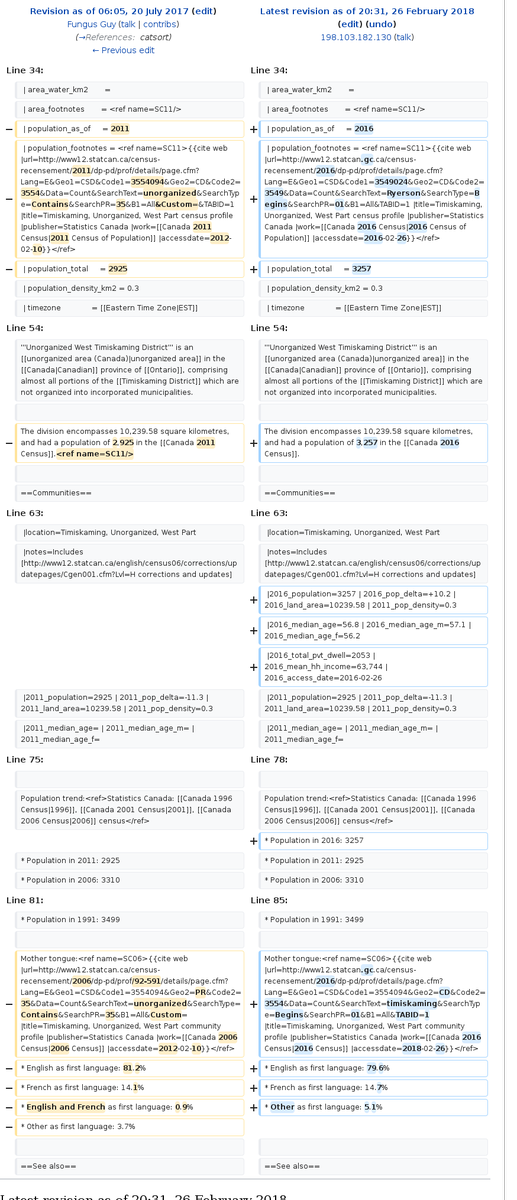 Revision as of 06:05, 20 July 2017 (edit)
Fungus Guy (talk | contribs)
(→References: catsort)
← Previous edit
Latest revision as of 20:31, 26 February 2018
(edit) (undo)
198.103.182.130 (talk)
Line 34:
Line 34:
| area_water_km2 =
| area_water_km2 =
| area_footnotes = <ref name=SC11/>
| area_footnotes = <ref name=SC11/>
− | population_as_of = 2011
+ | population_as_of = 2016
− | population_footnotes = <ref name=SC11>{{cite web
|url=http://www12.statcan.ca/census-
recensement/2011/dp-pd/prof/details/page.cfm?
Lang=E&Geo1=CSD&Code1=3554094&Geo2=CD&Code2=
3554&Data=Count&SearchText=unorganized&SearchType
=Contains&SearchPR=35&B1=All&Custom=&TABID=1
|title=Timiskaming, Unorganized, West Part census profile
|publisher=Statistics Canada |work=[[Canada 2011
Census|2011 Census of Population]] |accessdate=2012-
02-10}}</ref>
+ |population_footnotes = <ref name=SC11>{{cite web
|url=http://www12.statcan.gc.ca/census-
recensement/2016/dp-pd/prof/details/page.cfm?
Lang=E&Geo1=CSD&Code1=3549024&Geo2=CD&Code2=
3549&Data=Count&SearchText=Ryerson&SearchType=B
egins&SearchPR=01&B1=All&TABID=1 |title=Timiskaming,
Unorganized, West Part census profile
|publisher=Statistics Canada |work=[[Canada 2016
Census|2016 Census of Population]]
|accessdate=2016-02-26}}</ref>
− | population_total = 2925
+ | population_total = 3257
| population_density_km2 = 0.3
| population_density_km2 = 0.3
| timezone = [[Eastern Time Zone|EST]]
| timezone = [[Eastern Time Zone|EST]]
Line 54:
Line 54:
'''Unorganized West Timiskaming District''' is an
[[unorganized area (Canada)|unorganized area]] in the
[[Canada|Canadian]] province of [[Ontario]], comprising
almost all portions of the [[Timiskaming District]] which are
not organized into incorporated municipalities.
'''Unorganized West Timiskaming District''' is an
[[unorganized area (Canada)|unorganized area]] in the
[[Canada|Canadian]] province of [[Ontario]], comprising
almost all portions of the [[Timiskaming District]] which are
not organized into incorporated municipalities.
− The division encompasses 10,239.58 square kilometres,
and had a population of 2,925 in the [[Canada 2011
Census]].<ref name=SC11/>
+ The division encompasses 10,239.58 square kilometres,
and had a population of 3,257 in the [[Canada 2016
Census]],
==Communities==
==Communities==
Line 63:
Line 63:
|location=Timiskaming, Unorganized, West Part
|location=Timiskaming, Unorganized, West Part
|notes=Includes
[http://www12.statcan.ca/english/census06/corrections/up
datepages/Cgen001.cfm?Lvl=H corrections and updates]
|notes=Includes
[http://www12.statcan.ca/english/census06/corrections/up
datepages/Cgen001.cfm?Lvl=H corrections and updates]
+ |2016_population=3257 | 2016_pop_delta=+10.2 |
2016_land_area=10239.58 | 2011_pop_density=0.3
+ |2016_median_age=56.8 | 2016_median_age_m=57.1 |
2016_median_age_f=56.2
+ |2016_total_pvt_dwell=2053 |
2016_mean_hh_income=63,744 |
2016_access_date=2016-02-26
|2011_population=2925 | 2011_pop_delta=-11.3 |
2011_land_area=10239.58 | 2011_pop_density=0.3
|2011_population=2925 | 2011_pop_delta=-11.3 |
2011_land_area=10239.58 | 2011_pop_density=0.3
|2011_median_age= | 2011_median_age_m= |
2011_median_age_f=
|2011_median_age= | 2011_median_age_m= |
2011_median_age_f=
Line 75:
Line 78:
Population trend:<ref>Statistics Canada: [[Canada 1996
Census|1996]], [[Canada 2001 Census|2001]], [[Canada
2006 Census|2006]] census</ref>
Population trend:<ref>Statistics Canada: [[Canada 1996
Census|1996]], [[Canada 2001 Census|2001]], [[Canada
2006 Census|2006]] census</ref>
+ * Population in 2016: 3257
* Population in 2011: 2925
* Population in 2011: 2925
* Population in 2006: 3310
* Population in 2006: 3310
Line 81:
Line 85:
* Population in 1991: 3499
* Population in 1991: 3499
− Mother tongue:<ref name=SC06>{{cite web
|url=http://www12.statcan.ca/census-
recensement/2006/dp-pd/prof/92-591/details/page.cfm?
Lang=E&Geo1=CSD&Code1=3554094&Geo2=PR&Code2=
35&Data=Count&SearchText=unorganized&SearchType=
Contains&SearchPR=35&B1=All&Custom=
|title=Timiskaming, Unorganized, West Part community
profile |publisher=Statistics Canada |work=[[Canada 2006
Census|2006 Census]] |accessdate=2012-02-10}}</ref>
+ Mother tongue:<ref name=SC06>{{cite web
|url=http://www12.statcan.gc.ca/census-
recensement/2016/dp-pd/prof/details/page.cfm?
Lang=E&Geo1=CSD&Code1=3554094&Geo2=CD&Code2=
3554&Data=Count&SearchText=timiskaming&SearchTyp
e=Begins&SearchPR=01&B1=All&TABID=1
|title=Timiskaming, Unorganized, West Part community
profile |publisher=Statistics Canada |work=[[Canada 2016
Census|2016 Census]] |accessdate=2018-02-26}}</ref>
− * English as first language: 81.2%
+ * English as first language: 79.6%
− * French as first language: 14.1%
+ * French as first language: 14.7%
− * English and French as first language: 0.9%
+ * Other as first language: 5.1%
− * Other as first language: 3.7%
==See also==
==See also==
Latest revision as of 20:31, 26 February 2018